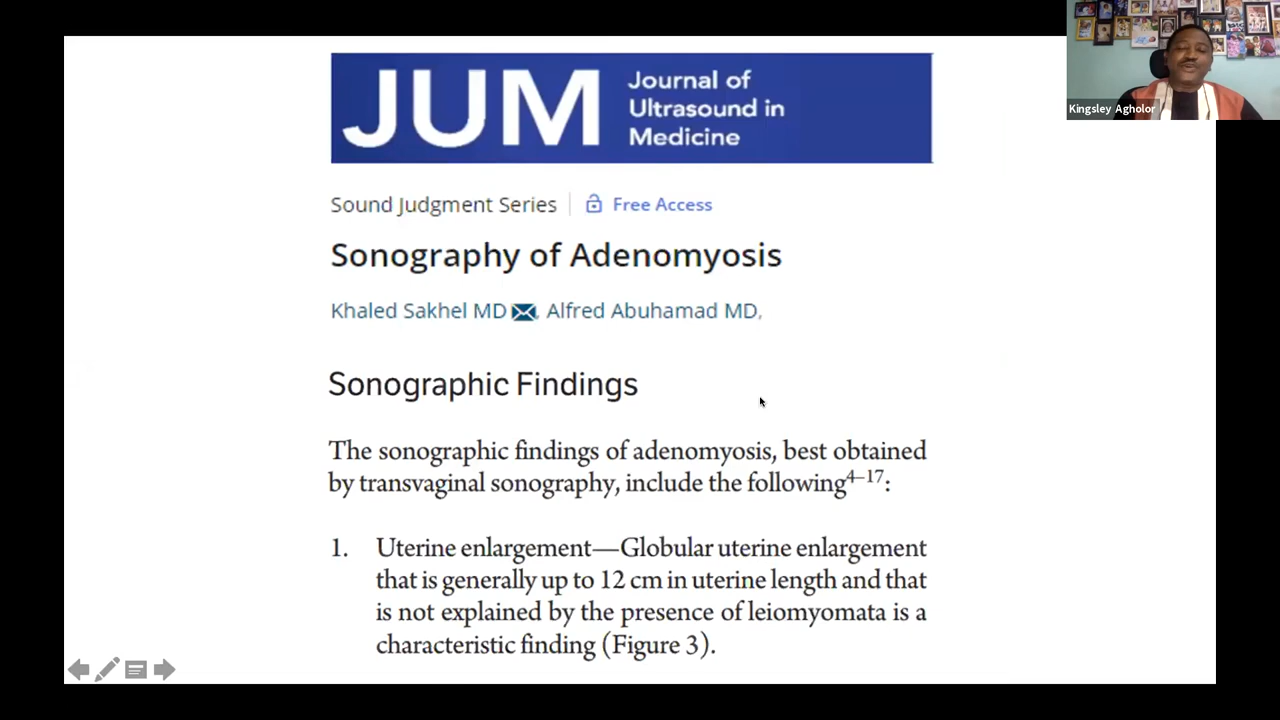 JUM
Journal of
Ultrasound in
Medicine
Kingsley Agholor
Sound Judgment Series
Free Access
Sonography of Adenomyosis
Khaled Sakhel MD, Alfred Abuhamad MD,
Sonographic Findings
The sonographic findings of adenomyosis, best obtained
by transvaginal sonography, include the following4–17:
1. Uterine enlargement—Globular uterine enlargement
that is generally up to 12 cm in uterine length and that
is not explained by the presence of leiomyomata is a
characteristic finding (Figure 3).